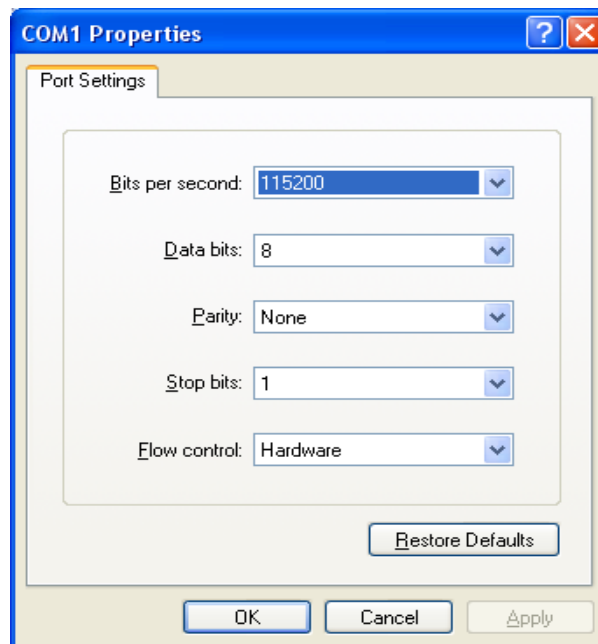 COM1 Properties
Port Settings
Bits per second: 115200
Data bits: 8
Parity: None
Stop bits: 1
Flow control: Hardware
Restore Defaults
OK Cancel Apply